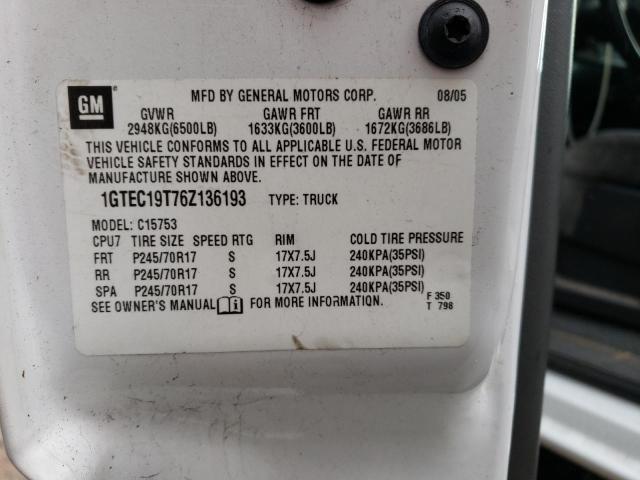 GM
MFD BY GENERAL MOTORS CORP. 08/05
GVWR GAWR FRT GAWR RR
2948KG(6500LB) 1633KG(3600LB) 1672KG(3686LB)
THIS VEHICLE CONFORMS TO ALL APPLICABLE U.S. FEDERAL MOTOR
VEHICLE SAFETY STANDARDS IN EFFECT ON THE DATE OF
MANUFACTURE SHOWN ABOVE.
1GTEC19T76Z136193 TYPE: TRUCK
MODEL: C15753
CPU7 TIRE SIZE SPEED RTG RIM COLD TIRE PRESSURE
FRT P245/70R17 S 17X7.5J 240KPA(35PSI)
RR P245/70R17 S 17X7.5J 240KPA(35PSI)
SPA P245/70R17 S 17X7.5J 240KPA(35PSI)
SEE OWNER'S MANUAL i FOR MORE INFORMATION.
F 350
T 798